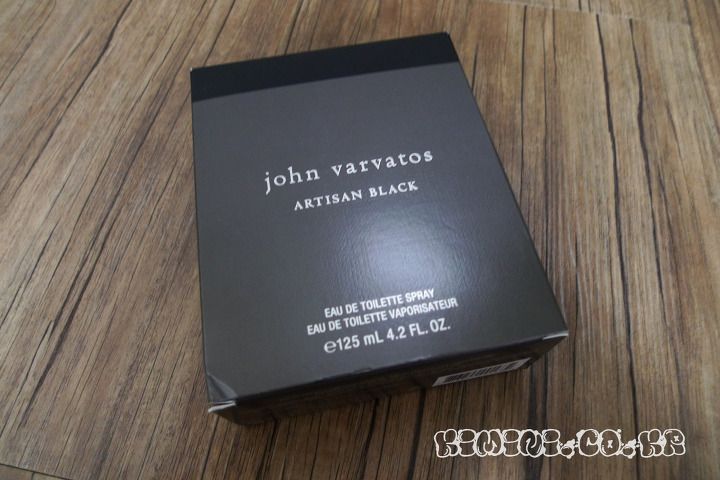 john varvatos
ARTISAN BLACK
EAU DE TOILETTE SPRAY
EAU DE TOILETTE VAPORISATEUR
℮125 mL 4.2 FL. OZ.
KIMINI.CO.KR